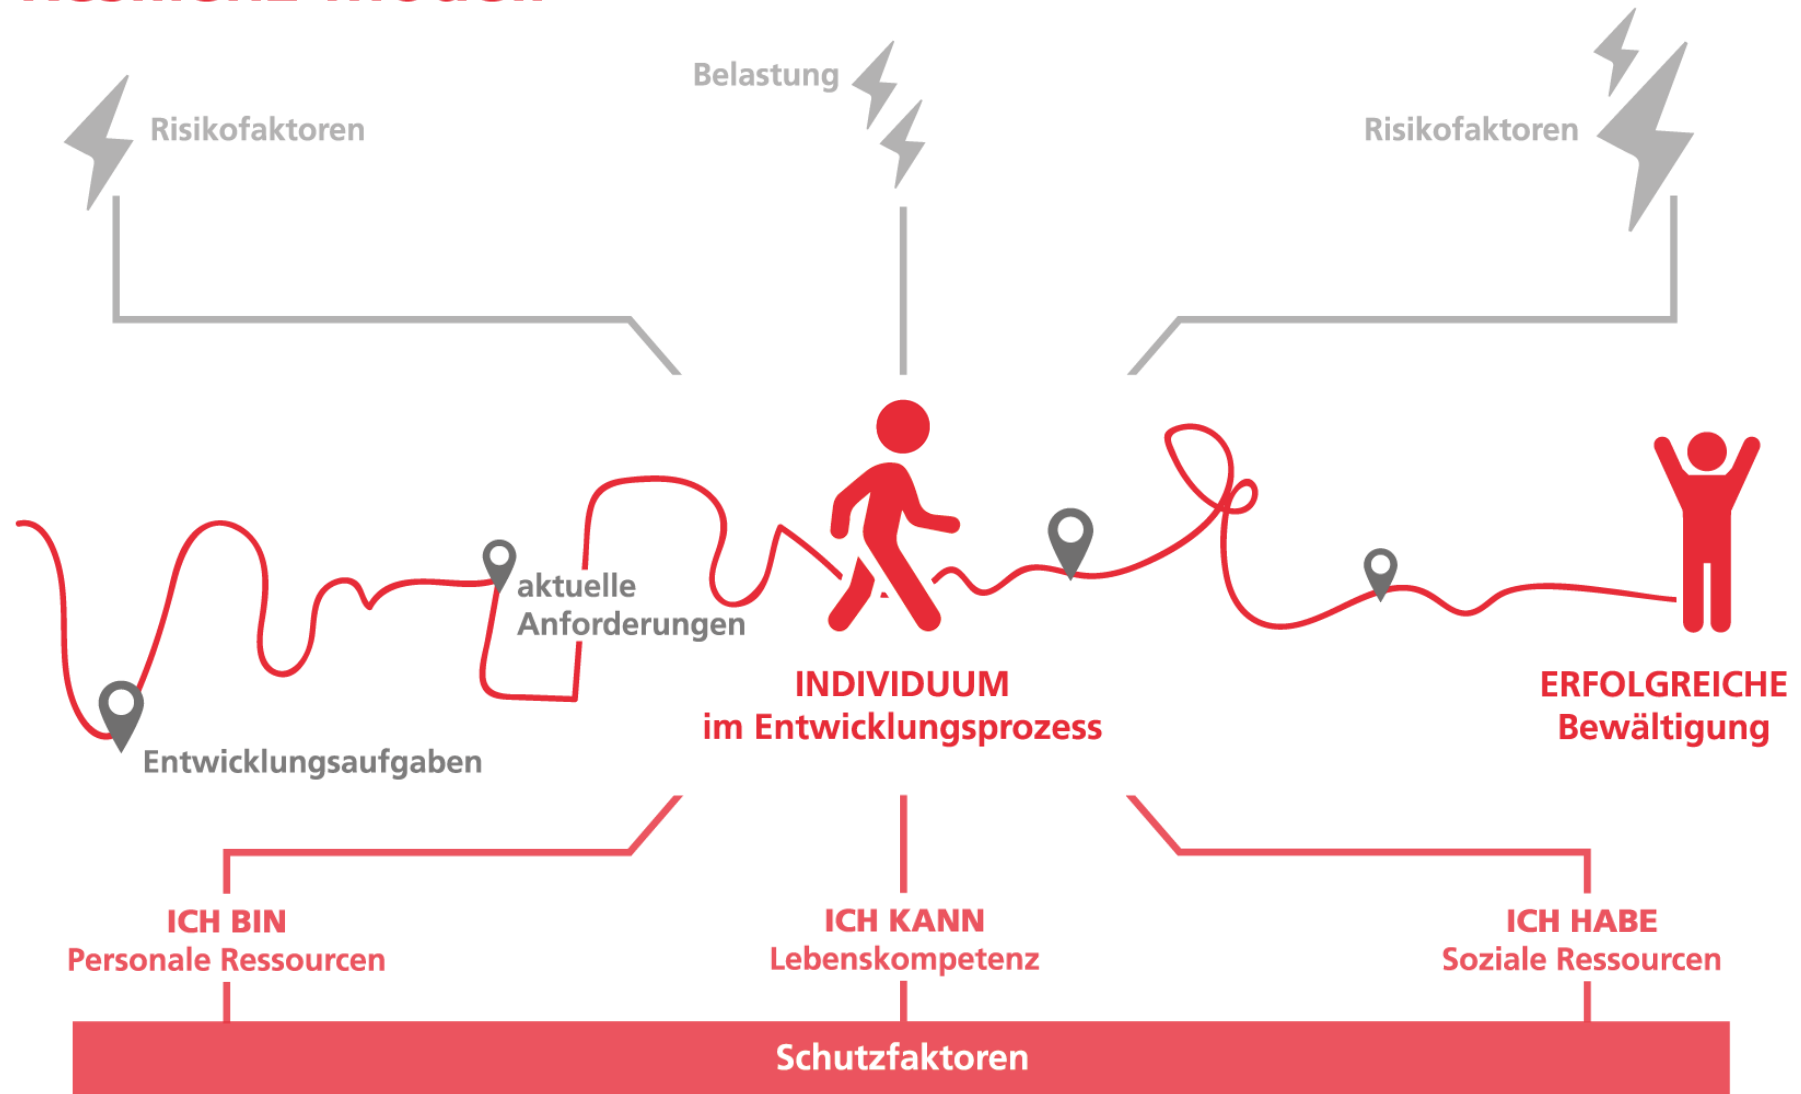 Belastung
Risikofaktoren
Risikofaktoren
aktuelle
Anforderungen
Entwicklungsaufgaben
INDIVIDUUM
im Entwicklungsprozess
ERFOLGREICHE
Bewältigung
ICH BIN
Personale Ressourcen
ICH KANN
Lebenskompetenz
ICH HABE
Soziale Ressourcen
Schutzfaktoren